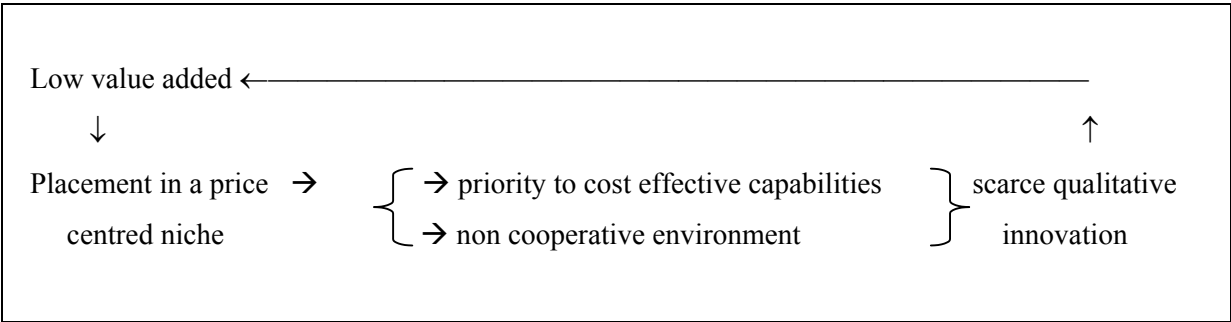 Low value added ←
↓ ↑
Placement in a price → → priority to cost effective capabilities scarce qualitative
centred niche → non cooperative environment innovation